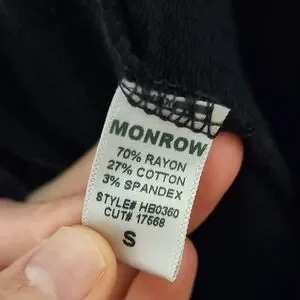 MONROW
70% RAYON
27% COTTON
3% SPANDEX
STYLE# HB0360
CUT# 17568
S